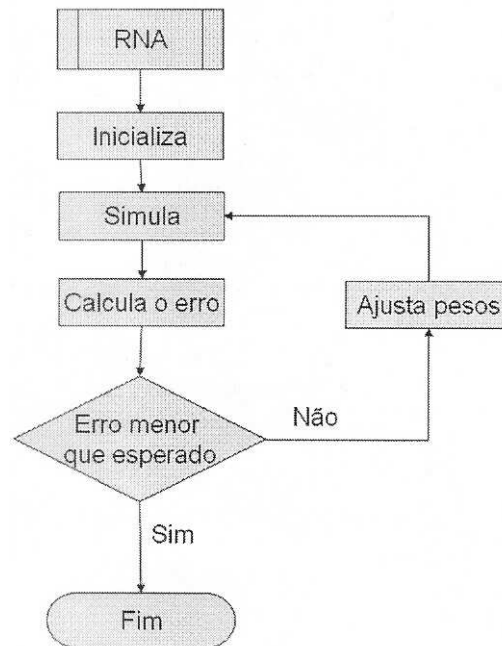 RNA
Inicializa
Simula
Calcula o erro
Ajusta pesos
Erro menor
que esperado
Não
Sim
Fim